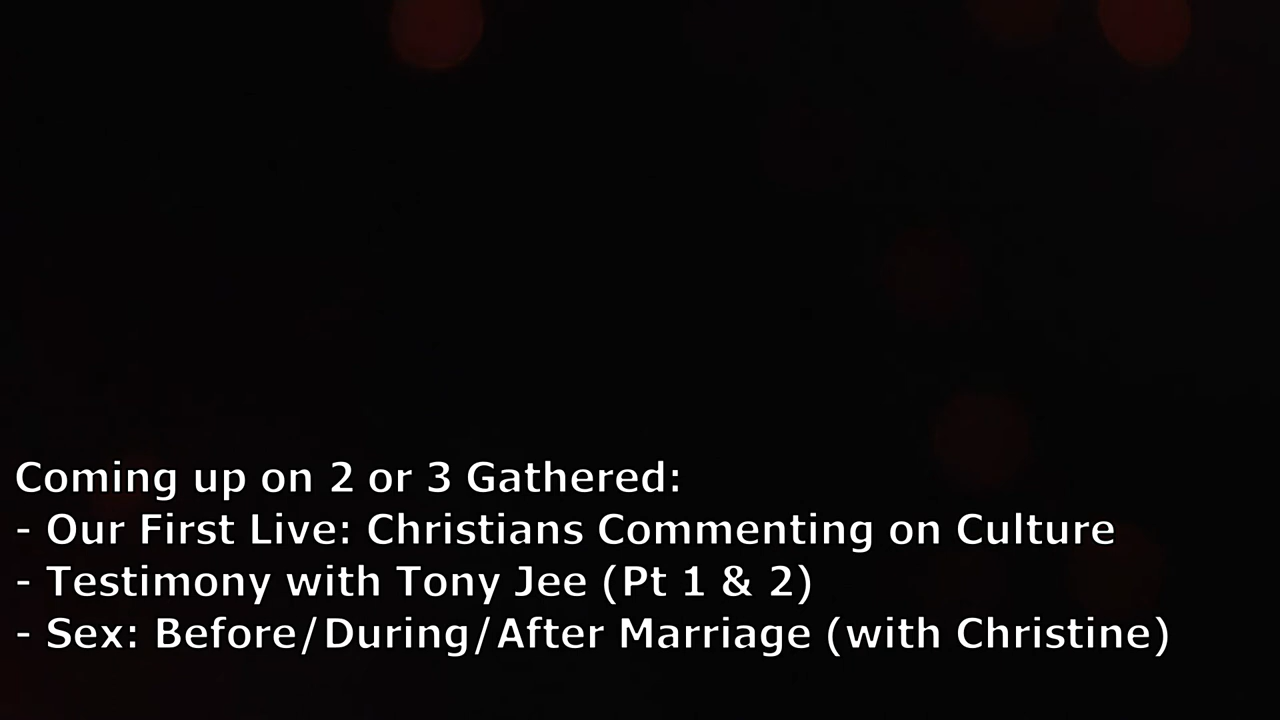 Coming up on 2 or 3 Gathered:
- Our First Live: Christians Commenting on Culture
- Testimony with Tony Jee (Pt 1 & 2)
- Sex: Before/During/After Marriage (with Christine)